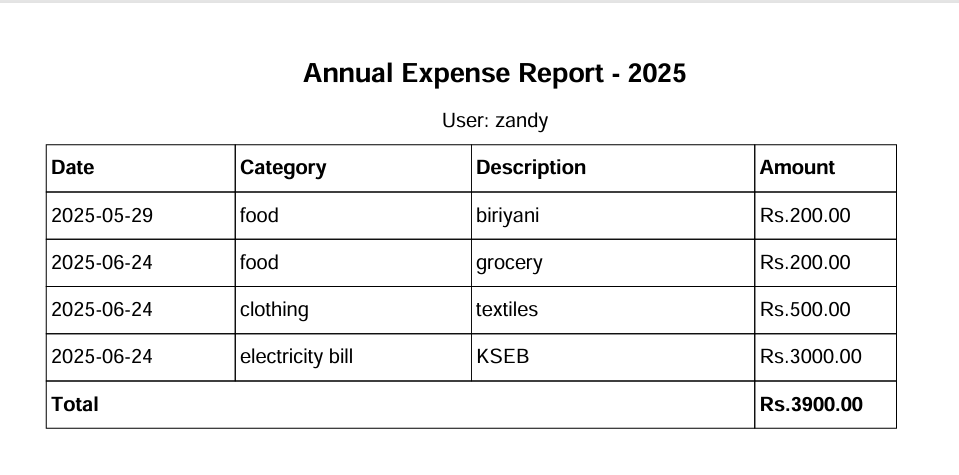 Annual Expense Report - 2025
User: zandy
Date Category Description Amount
2025-05-29 food biriyani Rs.200.00
2025-06-24 food grocery Rs.200.00
2025-06-24 clothing textiles Rs.500.00
2025-06-24 electricity bill KSEB Rs.3000.00
Total Rs.3900.00